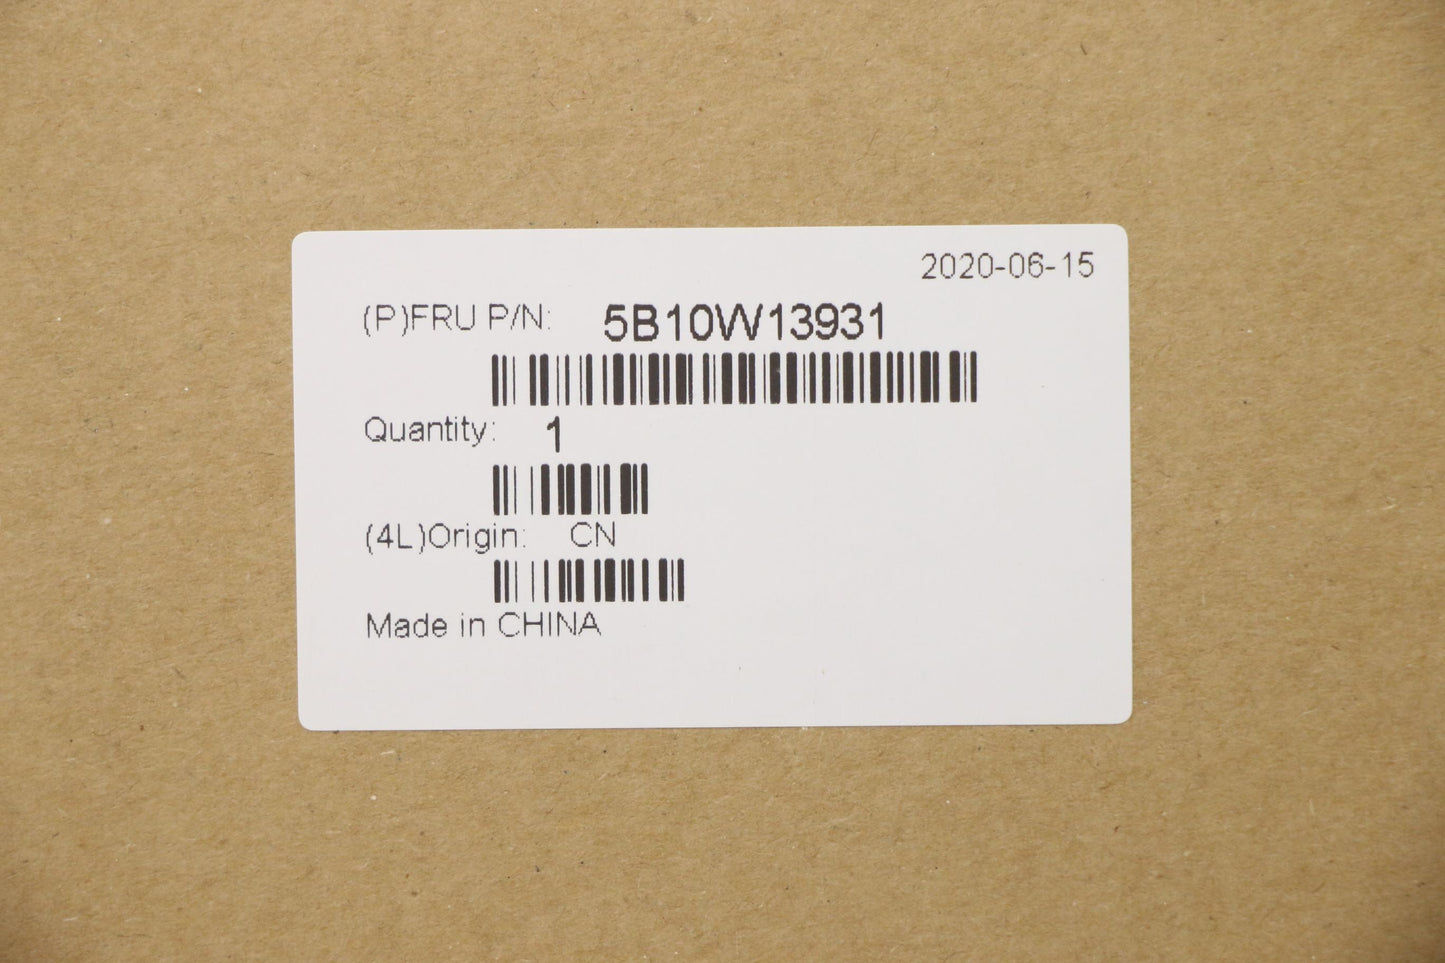 2020-06-15
(P)FRU P/N: 5B10W13931
Quantity: 1
(4L)Origin: CN
Made in CHINA